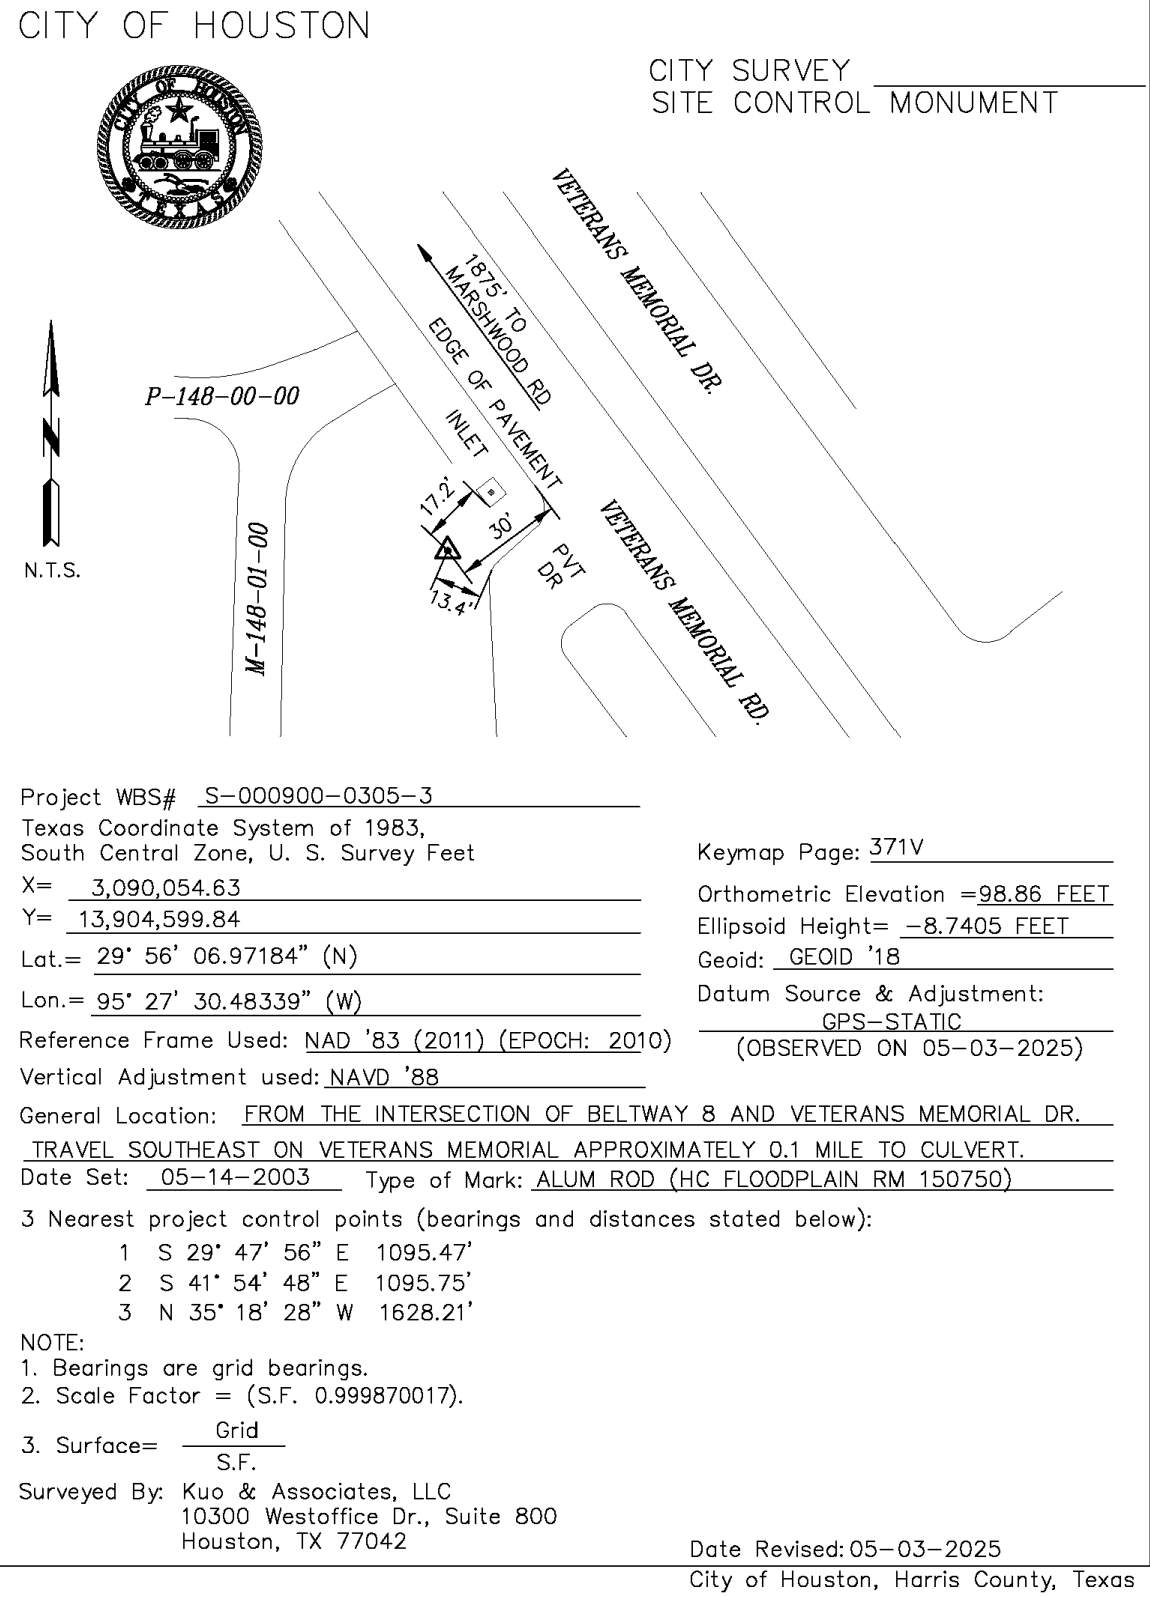 CITY OF HOUSTON
CITY OF HOUSTON
TEXAS
CITY SURVEY
SITE CONTROL MONUMENT
VETERANS MEMORIAL DR.
1875' TO
MARSHWOOD RD
EDGE OF PAVEMENT
P-148-00-00
INLET
N
17.2'
30'
VETERANS MEMORIAL RD.
PVT
DR
N.T.S.
13.4'
M-148-01-00
Project WBS# S-000900-0305-3
Texas Coordinate System of 1983,
South Central Zone, U. S. Survey Feet
X= 3,090,054.63
Y= 13,904,599.84
Lat.= 29° 56' 06.97184" (N)
Lon.= 95° 27' 30.48339" (W)
Reference Frame Used: NAD '83 (2011) (EPOCH: 2010)
Vertical Adjustment used: NAVD '88
Keymap Page: 371V
Orthometric Elevation =98.86 FEET
Ellipsoid Height= -8.7405 FEET
Geoid: GEOID '18
Datum Source & Adjustment:
GPS-STATIC
(OBSERVED ON 05-03-2025)
General Location: FROM THE INTERSECTION OF BELTWAY 8 AND VETERANS MEMORIAL DR.
TRAVEL SOUTHEAST ON VETERANS MEMORIAL APPROXIMATELY 0.1 MILE TO CULVERT.
Date Set: 05-14-2003 Type of Mark: ALUM ROD (HC FLOODPLAIN RM 150750)
3 Nearest project control points (bearings and distances stated below):
1 S 29° 47' 56" E 1095.47'
2 S 41° 54' 48" E 1095.75'
3 N 35° 18' 28" W 1628.21'
NOTE:
1. Bearings are grid bearings.
2. Scale Factor = (S.F. 0.999870017).
3. Surface= Grid
S.F.
Surveyed By: Kuo & Associates, LLC
10300 Westoffice Dr., Suite 800
Houston, TX 77042
Date Revised: 05-03-2025
City of Houston, Harris County, Texas